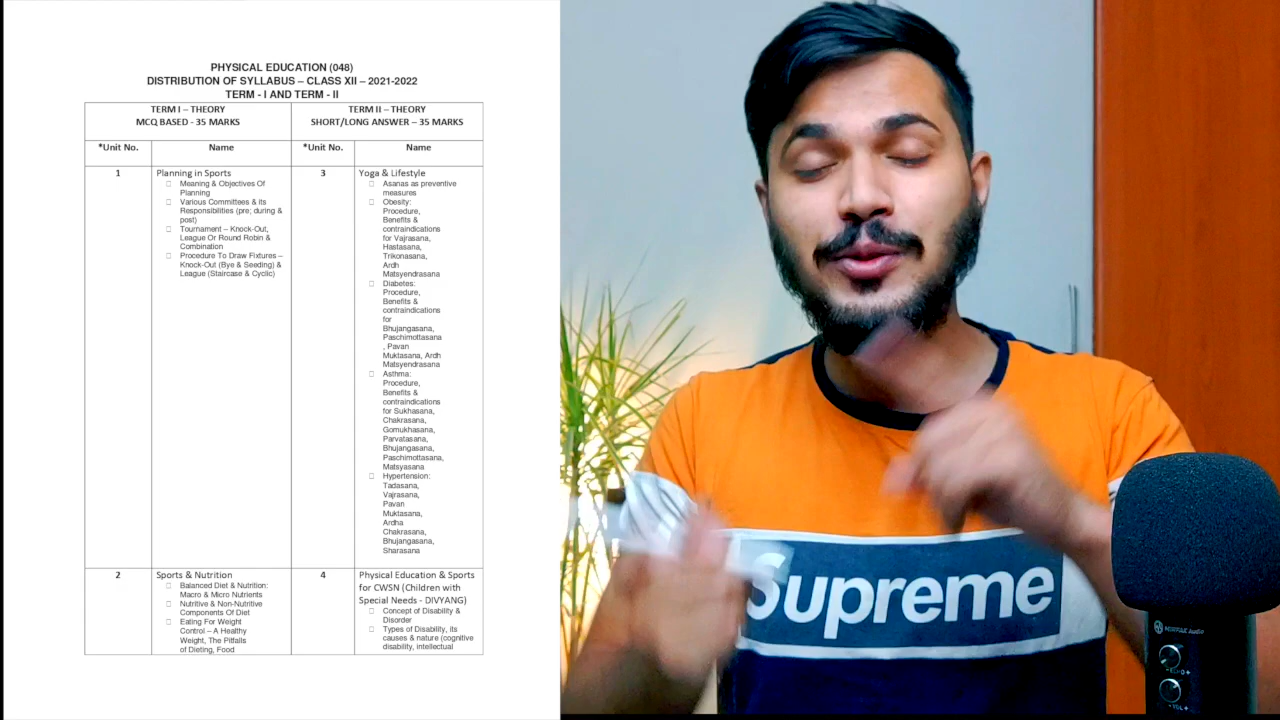 PHYSICAL EDUCATION (048)
DISTRIBUTION OF SYLLABUS – CLASS XII – 2021-2022
TERM - I AND TERM - II
TERM I – THEORY
MCQ BASED - 35 MARKS
TERM II – THEORY
SHORT/LONG ANSWER – 35 MARKS
*Unit No.
Name
*Unit No.
Name
1
Planning in Sports
Meaning & Objectives Of
Planning
Various Committees & its
Responsibilities (pre; during &
post)
Tournament – Knock-Out,
League Or Round Robin &
Combination
Procedure To Draw Fixtures –
Knock-Out (Bye & Seeding) &
League (Staircase & Cyclic)
3
Yoga & Lifestyle
Asanas as preventive
measures
Obesity:
Procedure,
Benefits &
contraindications
for Vajrasana,
Hastasana,
Trikonasana,
Ardh
Matsyendrasana
Diabetes:
Procedure,
Benefits &
contraindications
for
Bhujangasana,
Paschimottasana
, Pavan
Muktasana, Ardh
Matsyendrasana
Asthma:
Procedure,
Benefits &
contraindications
for Sukhasana,
Chakrasana,
Gomukhasana,
Parvatasana,
Bhujangasana,
Paschimottasana,
Matsyasana
Hypertension:
Tadasana,
Vajrasana,
Pavan
Muktasana,
Ardha
Chakrasana,
Bhujangasana,
Sharasana
2
Sports & Nutrition
Balanced Diet & Nutrition:
Macro & Micro Nutrients
Nutritive & Non-Nutritive
Components Of Diet
Eating For Weight
Control – A Healthy
Weight, The Pitfalls
of Dieting, Food
4
Physical Education & Sports
for CWSN (Children with
Special Needs - DIVYANG)
Concept of Disability &
Disorder
Types of Disability, its
causes & nature (cognitive
disability, intellectual
Supreme